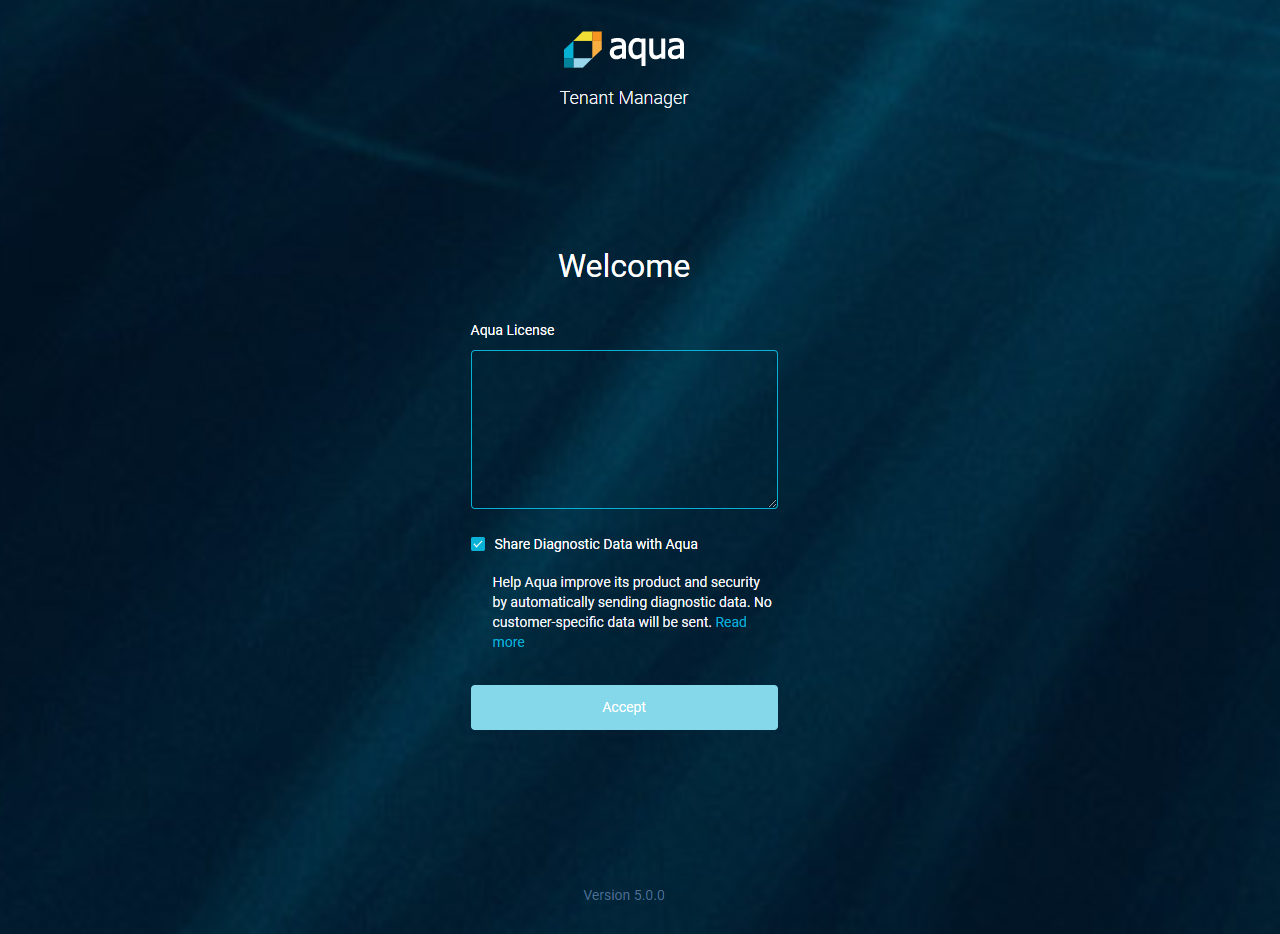 aqua
Tenant Manager
Welcome
Aqua License
Share Diagnostic Data with Aqua
Help Aqua improve its product and security
by automatically sending diagnostic data. No
customer-specific data will be sent. Read
more
Accept
Version 5.0.0